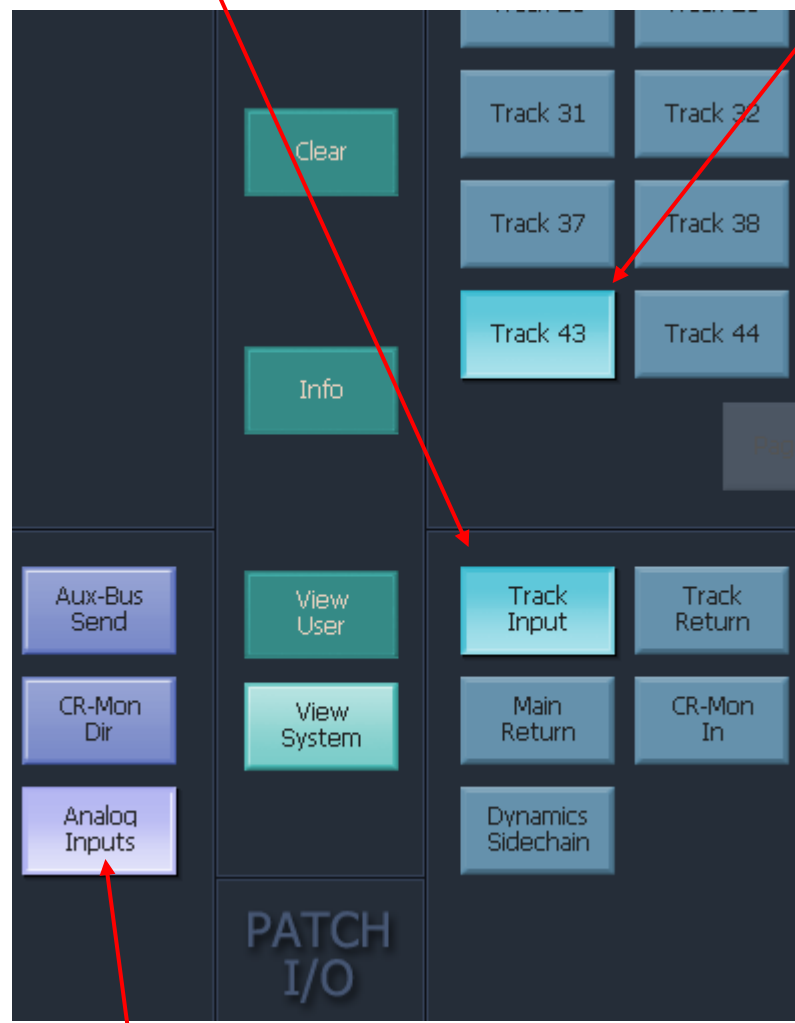 Track 31
Track 32
Clear
Track 37
Track 38
Track 43
Track 44
Info
Aux-Bus
Send
View
User
Track
Input
Track
Return
CR-Mon
Dir
View
System
Main
Return
CR-Mon
In
Analog
Inputs
Dynamics
Sidechain
PATCH
I/O